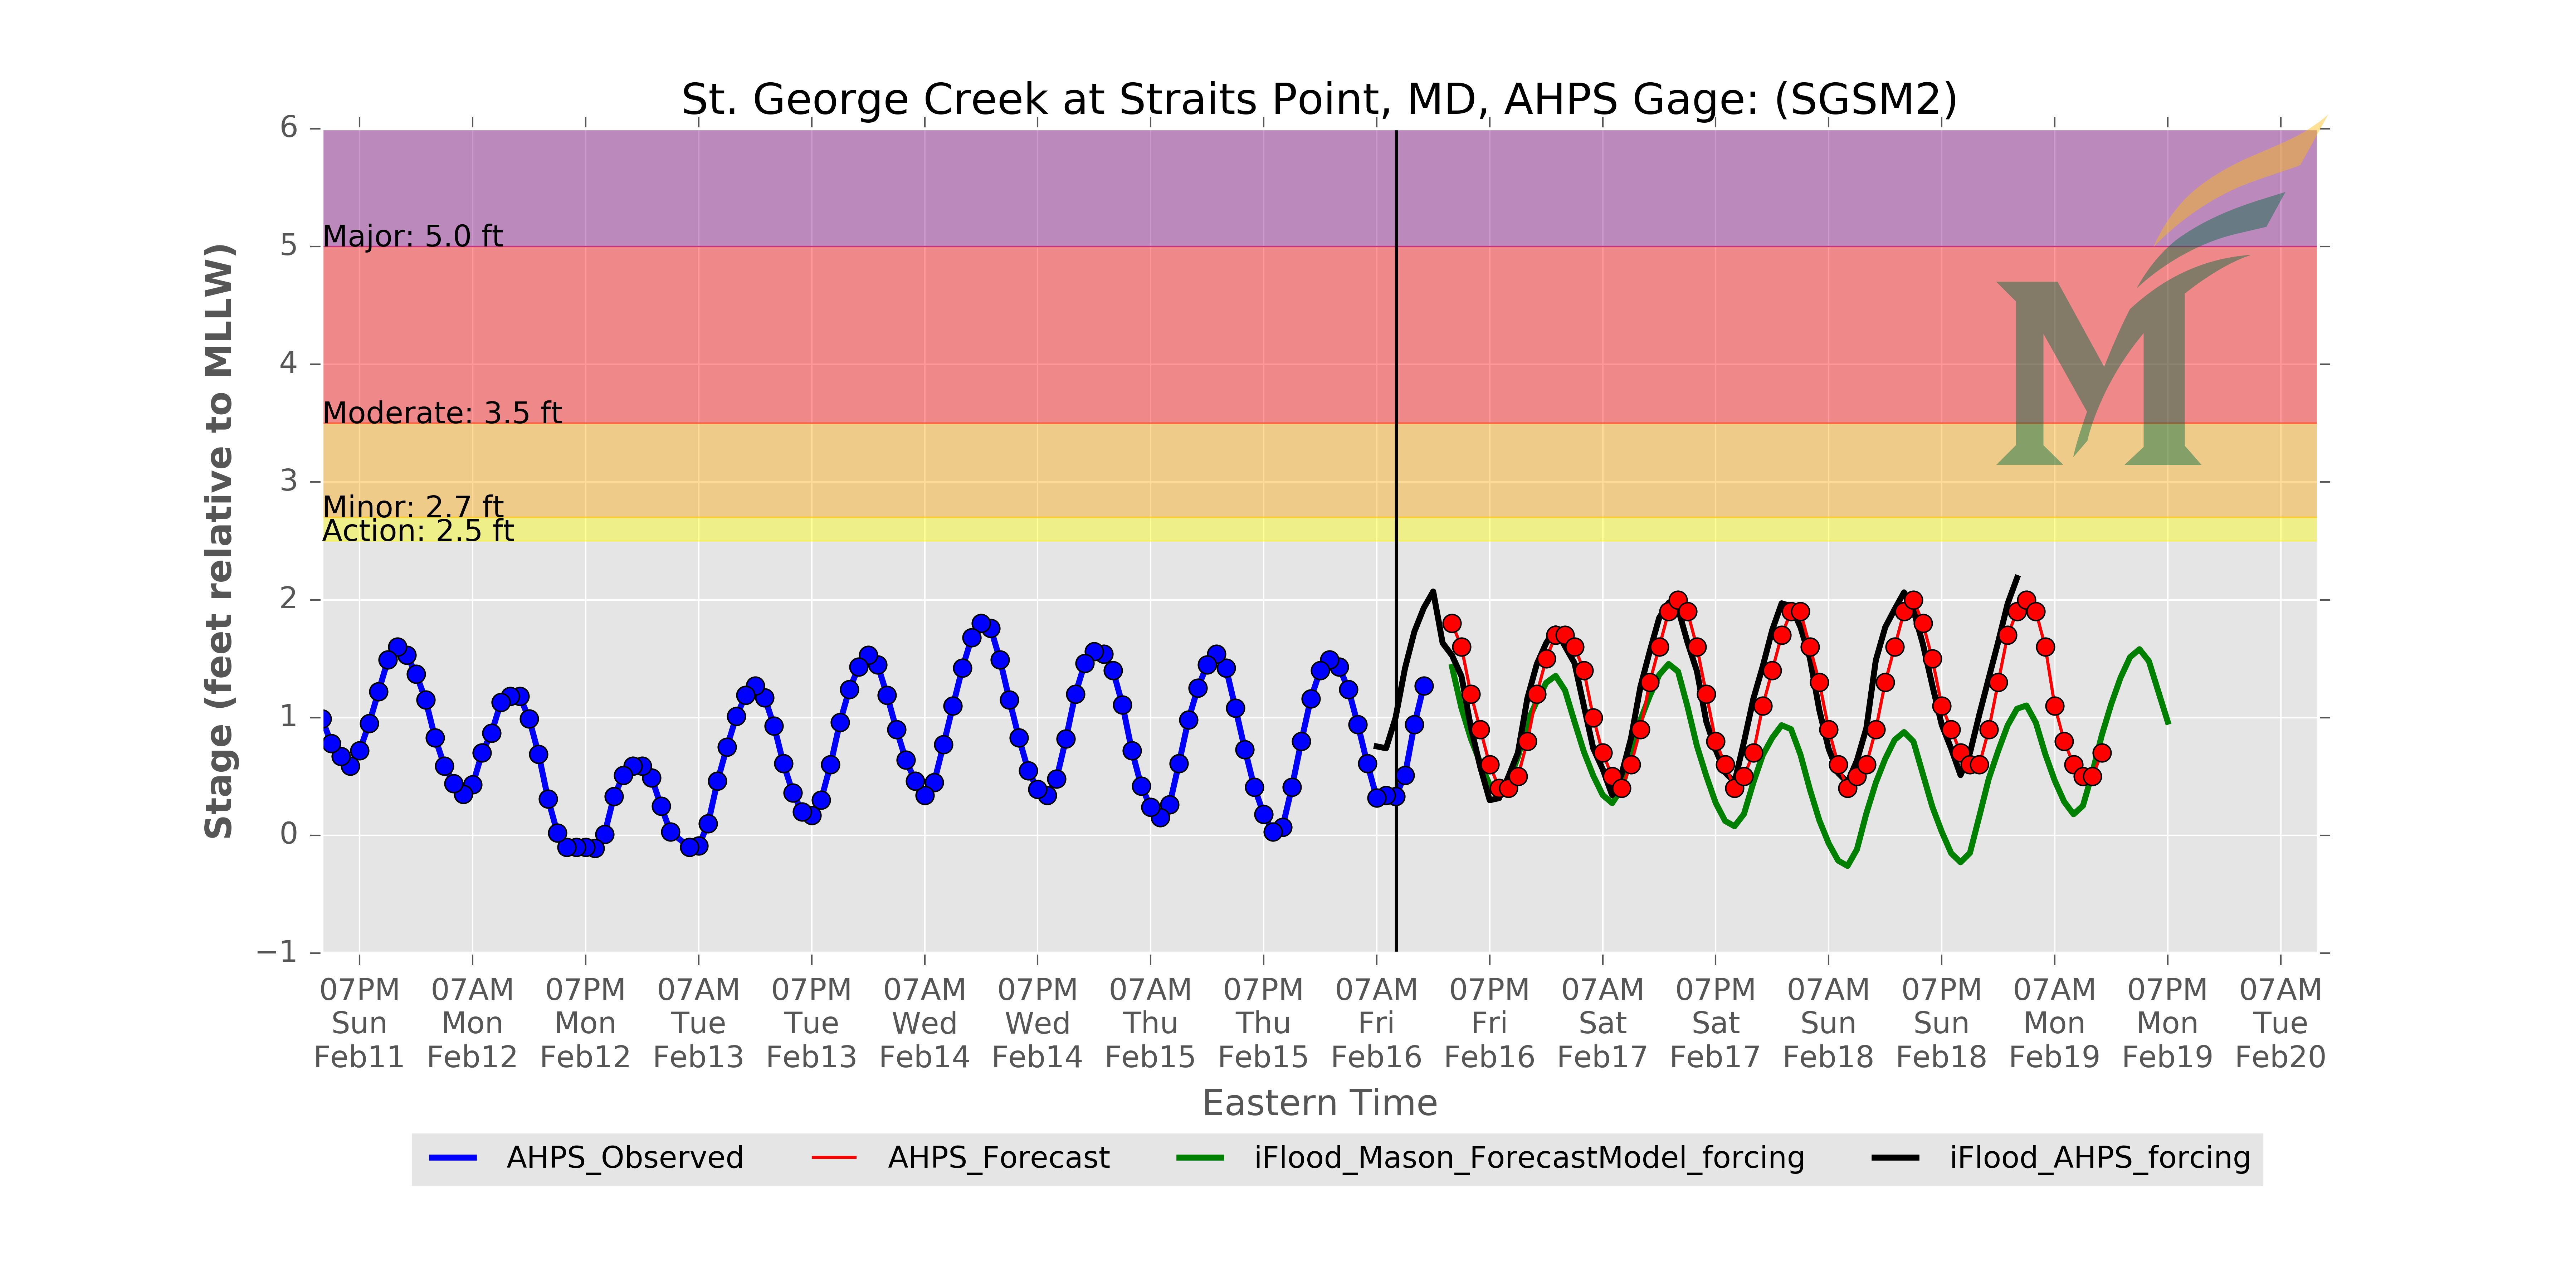 St. George Creek at Straits Point, MD, AHPS Gage: (SGSM2)
Stage (feet relative to MLLW)
6
5
4
3
2
1
0
−1
Major: 5.0 ft
Moderate: 3.5 ft
Minor: 2.7 ft
Action: 2.5 ft
M
07PM 07AM 07PM 07AM 07PM 07AM 07PM 07AM 07PM 07AM 07PM 07AM 07PM 07AM 07PM 07AM 07PM 07AM
Sun Mon Mon Tue Tue Wed Wed Thu Thu Fri Fri Sat Sat Sun Sun Mon Mon Tue
Feb11 Feb12 Feb12 Feb13 Feb13 Feb14 Feb14 Feb15 Feb15 Feb16 Feb16 Feb17 Feb17 Feb18 Feb18 Feb19 Feb19 Feb20
Eastern Time
AHPS_Observed AHPS_Forecast iFlood_Mason_ForecastModel_forcing iFlood_AHPS_forcing